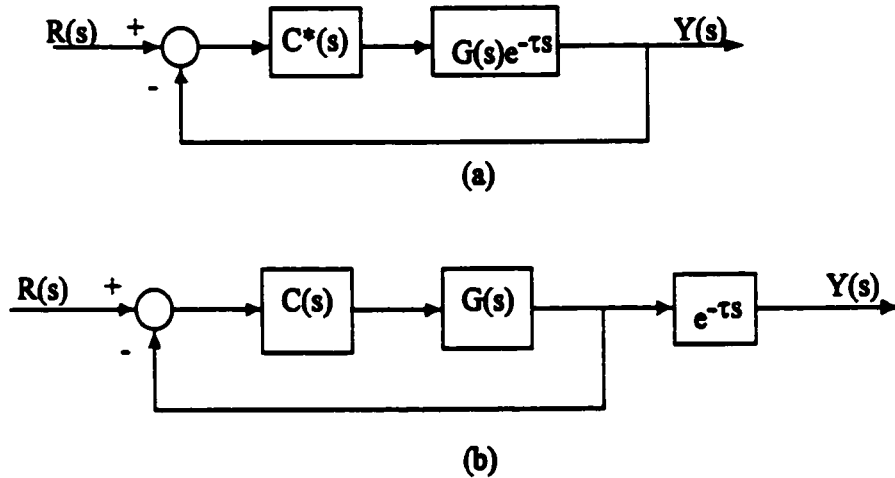 R(s) + C*(s) G(s)e^-τs Y(s)
-
(a)
R(s) + C(s) G(s) e^-τs Y(s)
-
(b)